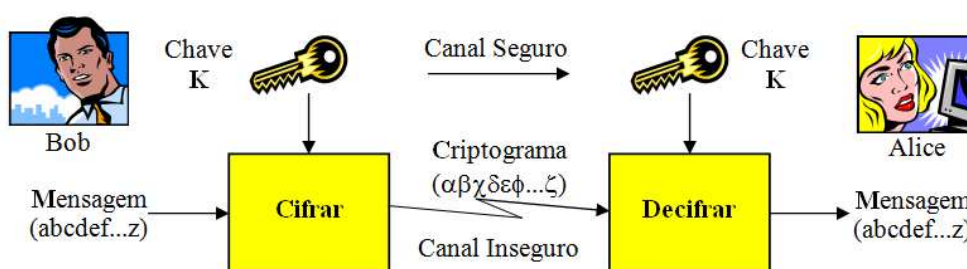 Chave
K
Canal Seguro
Chave
K
Bob
Alice
Criptograma
(αβχδεϕ...ζ)
Mensagem
(abcdef...z)
Cifrar
Decifrar
Mensagem
(abcdef...z)
Canal Inseguro